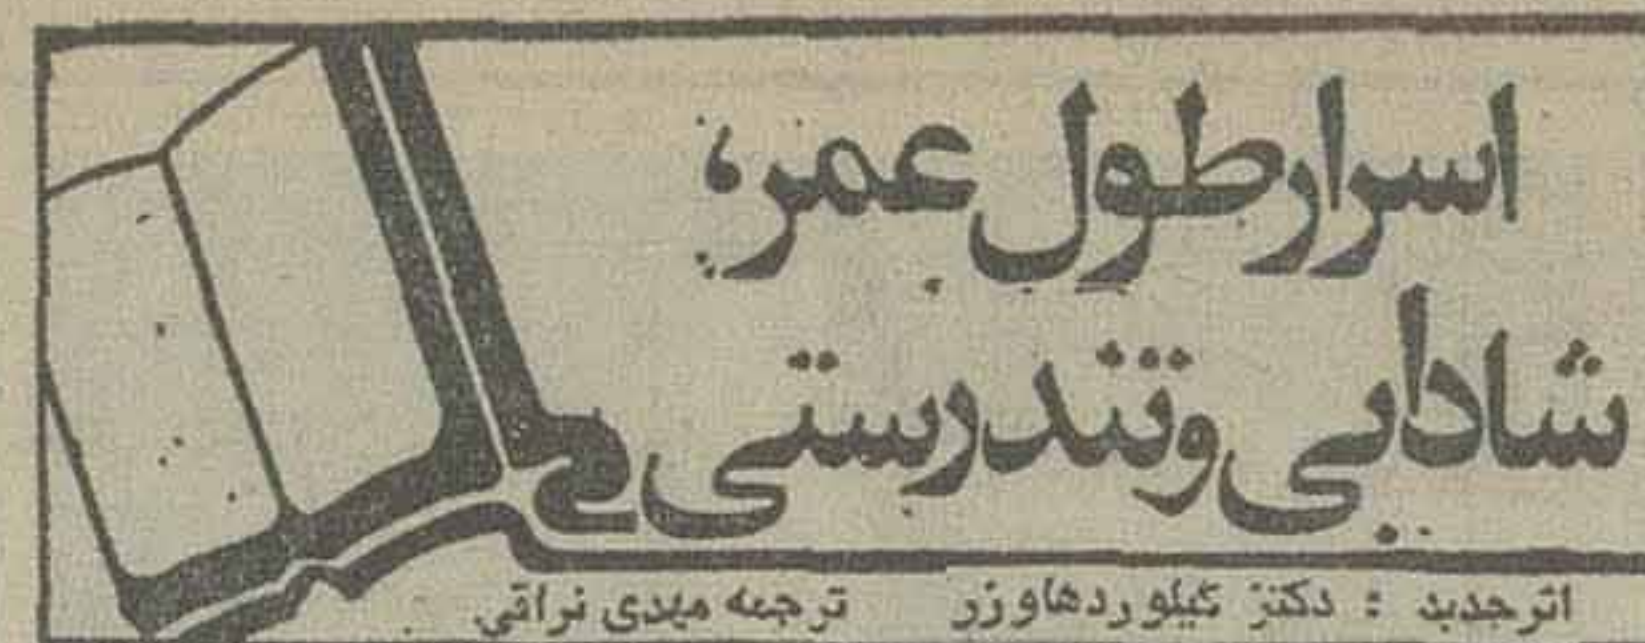 اسرار طول عمر،
شادابی و تندرستی
اثر جدید : دکتر گیلورد هاوزر ترجمه مهدی نراقی